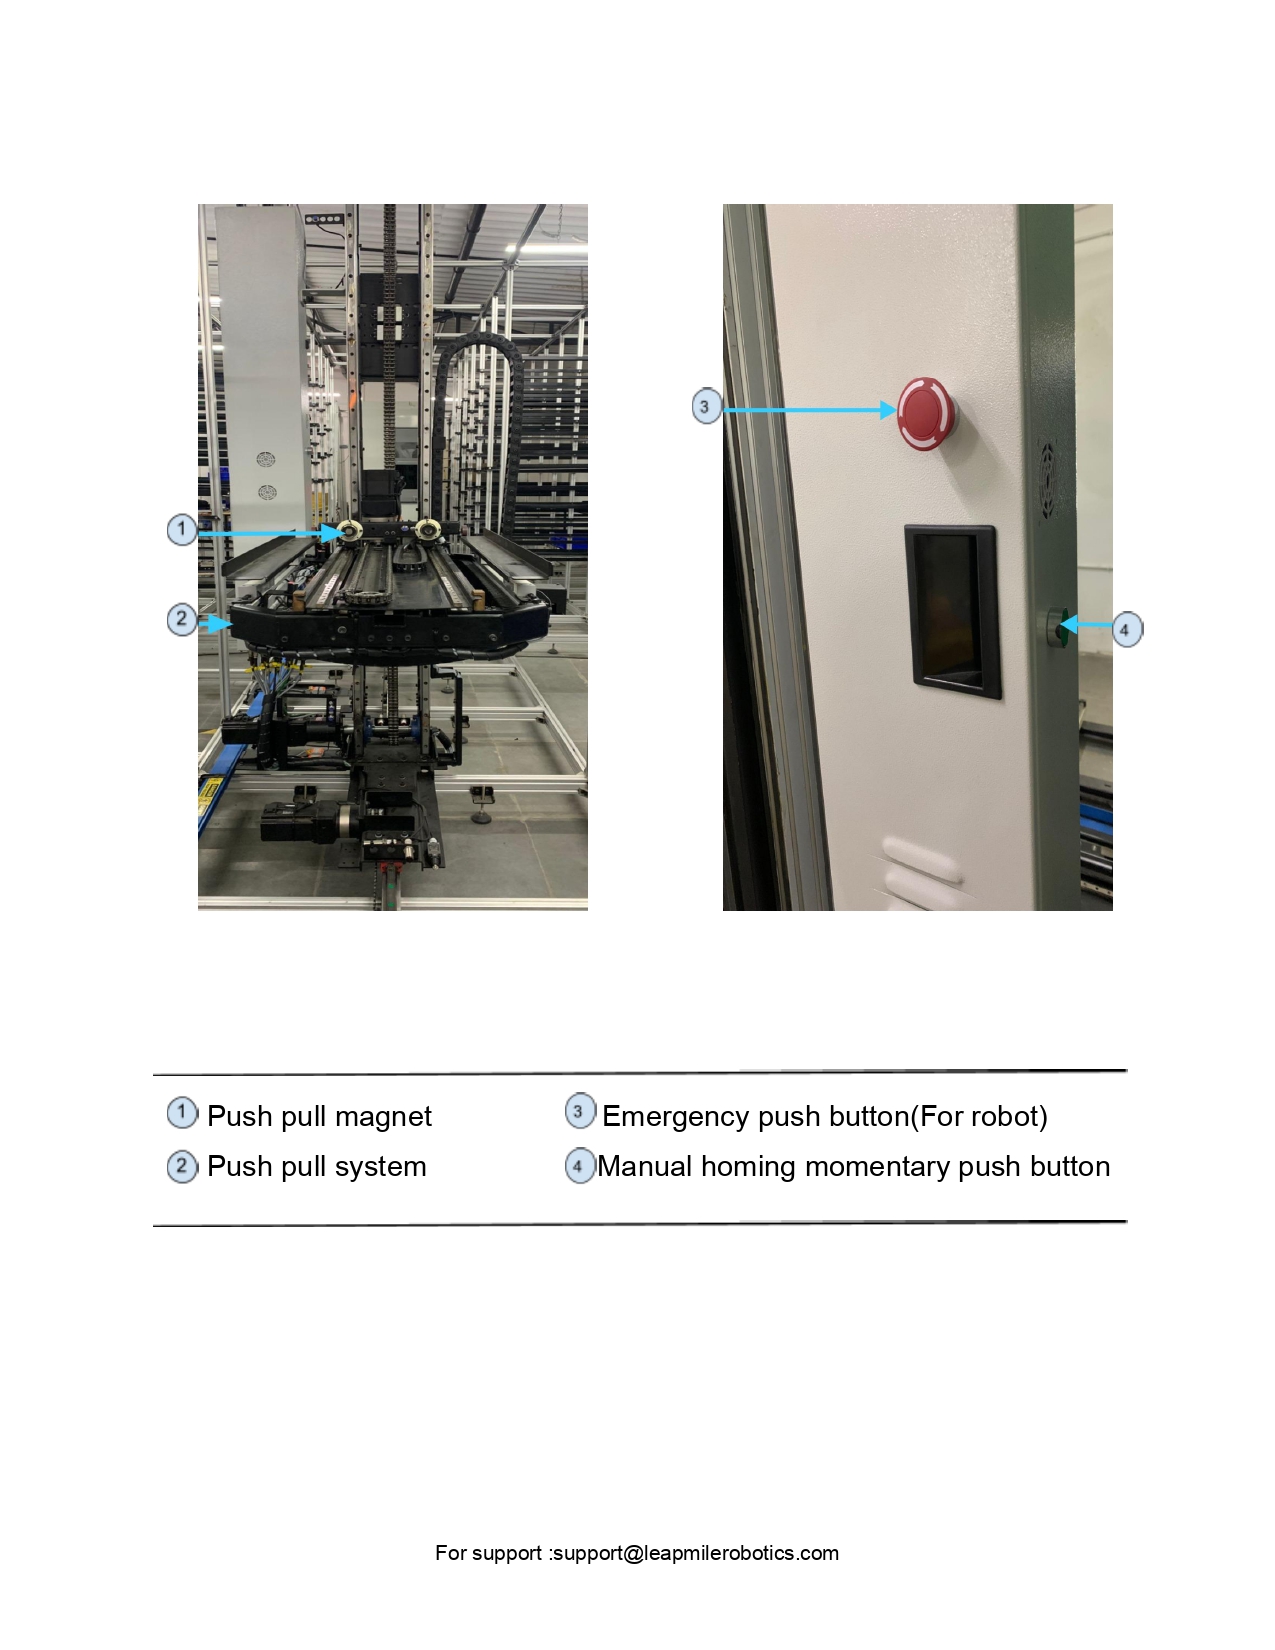 3
1
2
4
1 Push pull magnet
3 Emergency push button(For robot)
2 Push pull system
4 Manual homing momentary push button
For support :support@leapmilerobotics.com